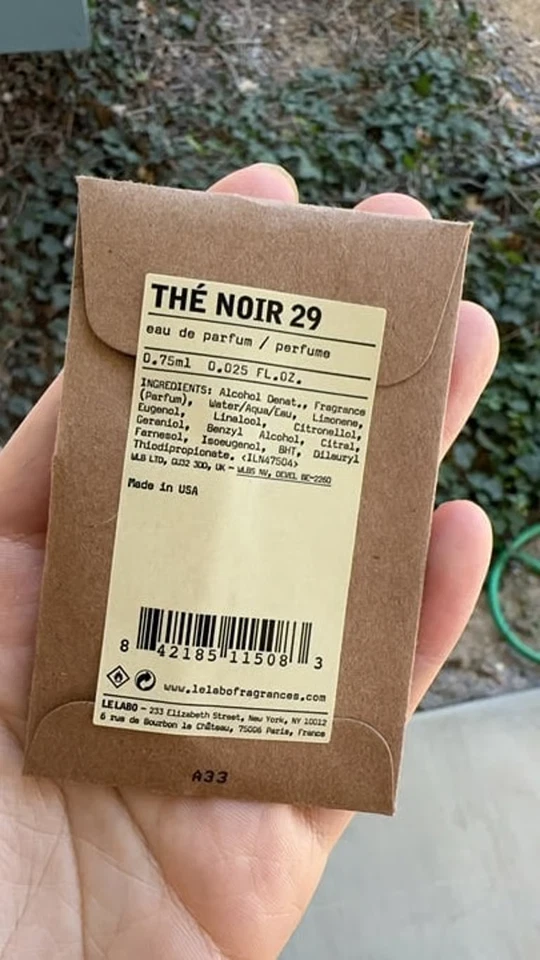 THÉ NOIR 29
eau de parfum / perfume
0.75ml 0.025 FL.OZ.
INGREDIENTS: Alcohol Denat., Fragrance
(Parfum), Water/Aqua/Eau, Limonene,
Eugenol, Linalool, Citronellol,
Geraniol, Benzyl Alcohol, Citral,
Farnesol, Isoeugenol, BHT, Dilauryl
Thiodipropionate. <ILN47504>
WLB LTD, GU32 3QD, UK - WLBS NV, DEVEL BE-2260
Made in USA
8 42185 11508 3
www.lelabofragrances.com
LE LABO - 233 Elizabeth Street, New York, NY 10012
6 rue de Bourbon le Château, 75006 Paris, France
A33